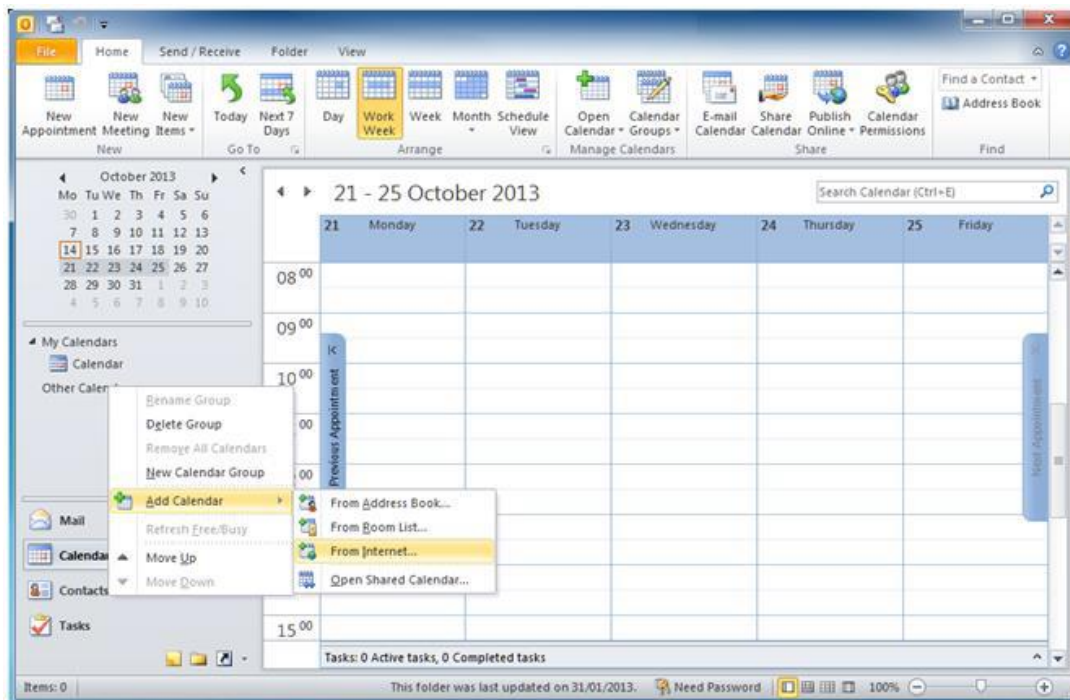 File Home Send / Receive Folder View
New Appointment
New Meeting
New Items
Today
Next 7 Days
Day
Work Week
Week
Month
Schedule View
Open Calendar
Calendar Groups
E-mail Calendar
Share Calendar
Publish Online
Calendar Permissions
Find a Contact
Address Book
New Go To Arrange Manage Calendars Share Find
October 2013
Mo Tu We Th Fr Sa Su
30 1 2 3 4 5 6
7 8 9 10 11 12 13
14 15 16 17 18 19 20
21 22 23 24 25 26 27
28 29 30 31 1 2 3
4 5 6 7 8 9 10
My Calendars
Calendar
Other Calen
21 - 25 October 2013
Search Calendar (Ctrl+E)
21 Monday 22 Tuesday 23 Wednesday 24 Thursday 25 Friday
08 00
09 00
10 00
00
00
15 00
Previous Appointment
Next Appointment
Rename Group
Delete Group
Remove All Calendars
New Calendar Group
Add Calendar
Refresh Free/Busy
Move Up
Move Down
From Address Book...
From Room List...
From Internet...
Open Shared Calendar...
Mail
Calenda
Contacts
Tasks
Tasks: 0 Active tasks, 0 Completed tasks
Items: 0 This folder was last updated on 31/01/2013. Need Password 100%